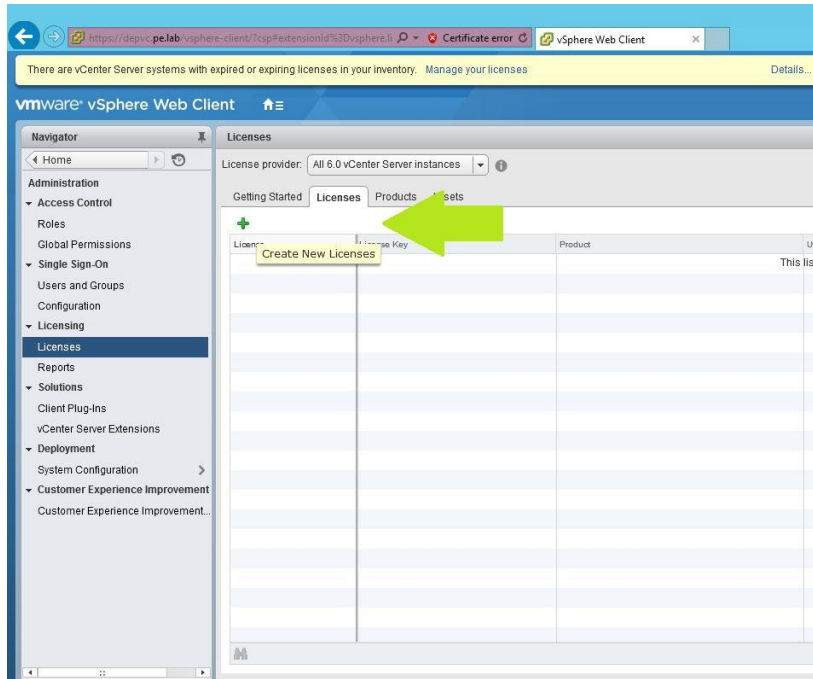 https://depvc.pe.lab/vsphere-client/?csp#extensionId%3Dvsphere.li
Certificate error
vSphere Web Client
There are vCenter Server systems with expired or expiring licenses in your inventory. Manage your licenses Details...
vmware® vSphere Web Client
Navigator
Home
Administration
Access Control
Roles
Global Permissions
Single Sign-On
Users and Groups
Configuration
Licensing
Licenses
Reports
Solutions
Client Plug-Ins
vCenter Server Extensions
Deployment
System Configuration
Customer Experience Improvement
Customer Experience Improvement...
Licenses
License provider: All 6.0 vCenter Server instances
Getting Started Licenses Products
License Key Product U
Create New Licenses
This lis